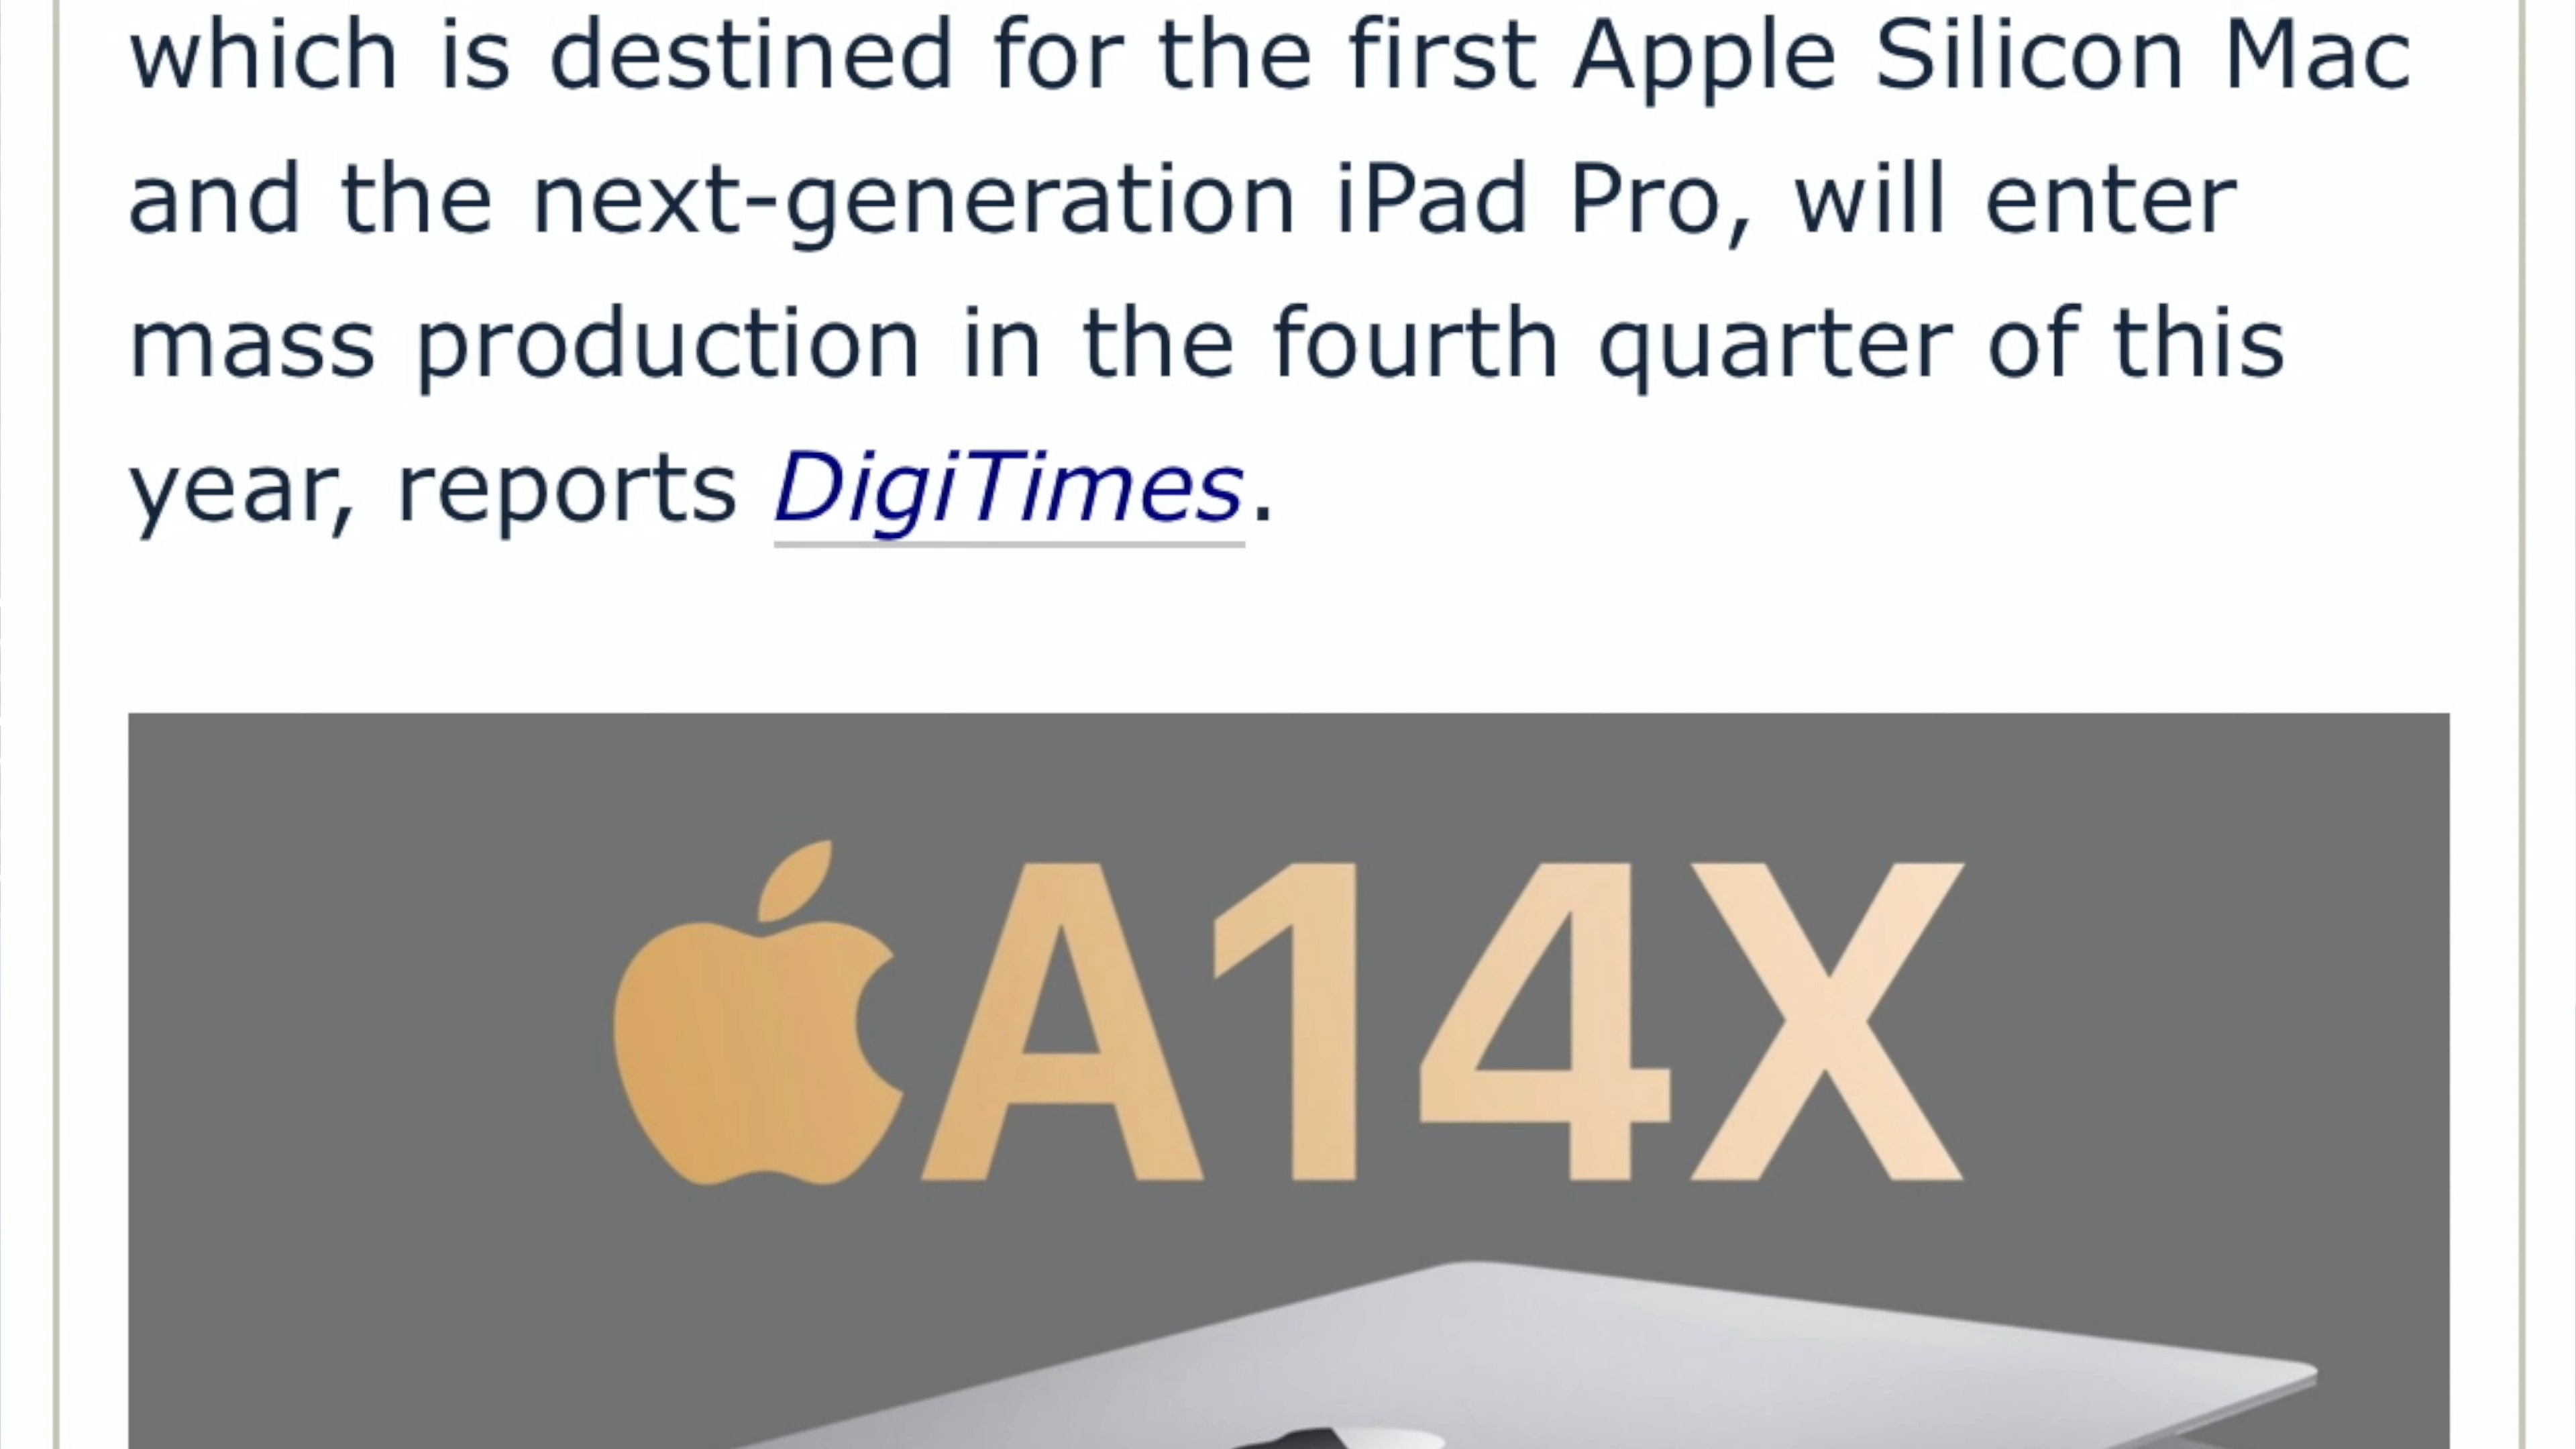 which is destined for the first Apple Silicon Mac
and the next-generation iPad Pro, will enter
mass production in the fourth quarter of this
year, reports DigiTimes.
A14X